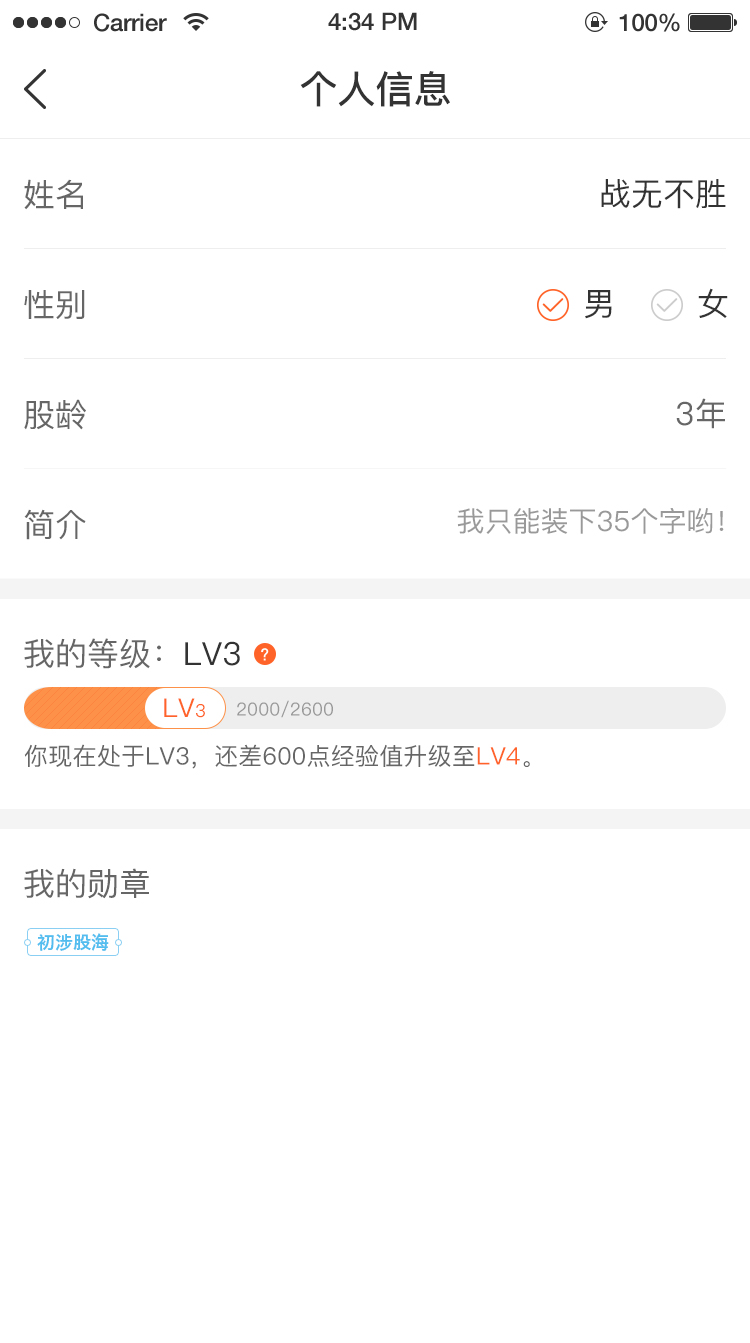 Carrier 4:34 PM 100%
个人信息
姓名 战无不胜
性别 男 女
股龄 3年
简介 我只能装下35个字哟!
我的等级: LV3 ?
LV3 2000/2600
你现在处于LV3, 还差600点经验值升级至LV4。
我的勋章
初涉股海